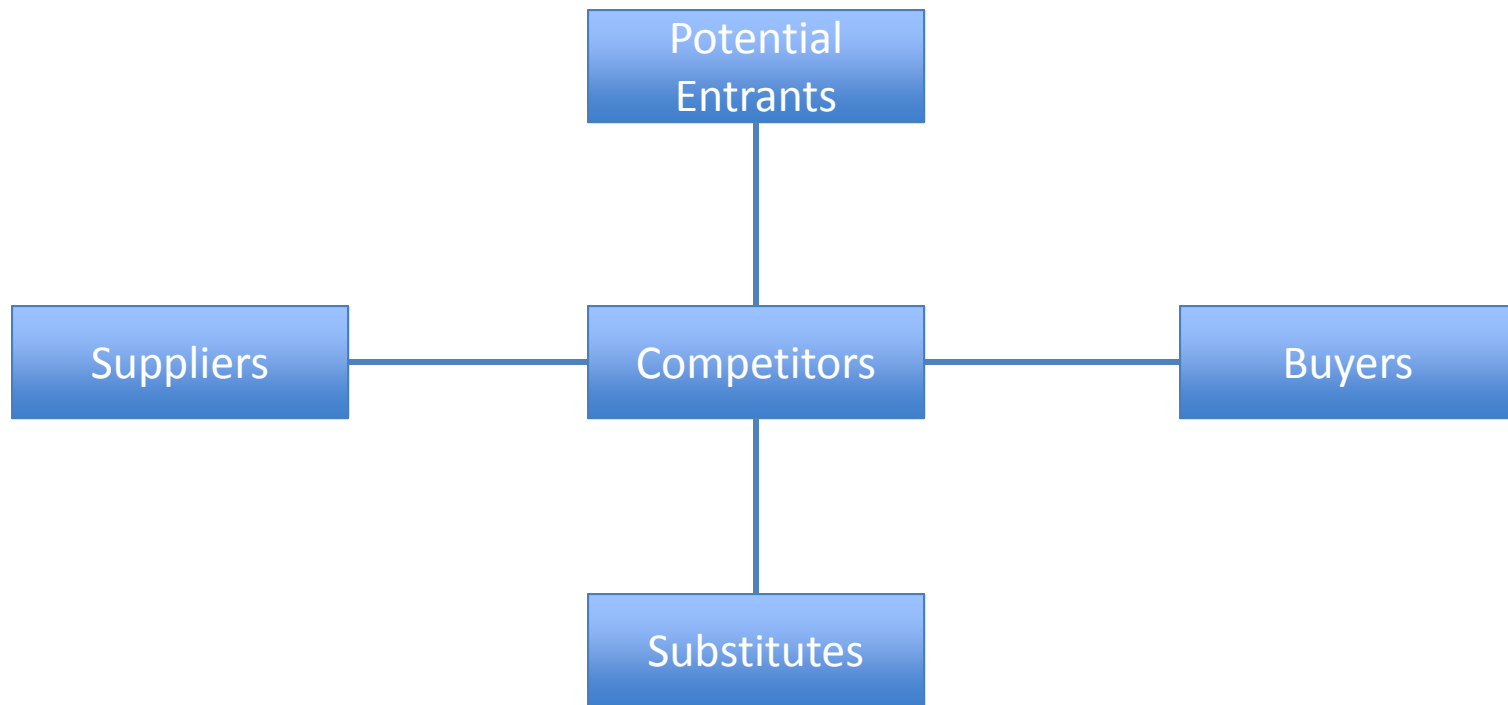 Potential
Entrants
Suppliers
Competitors
Buyers
Substitutes